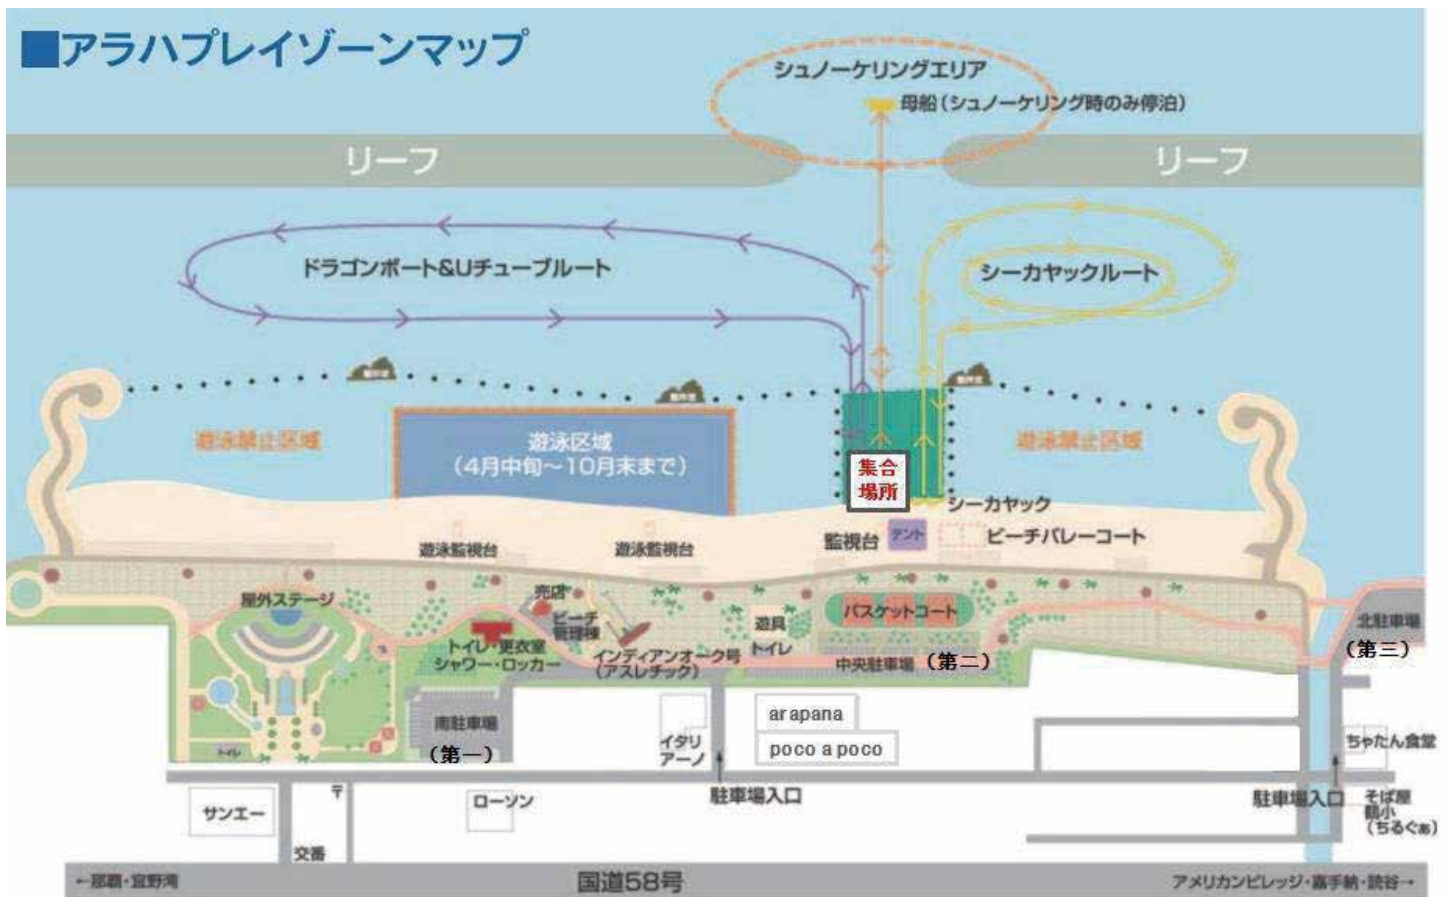 ■アラハプレイゾーンマップ
シュノーケリングエリア
母船（シュノーケリング時のみ停泊）
リーフ
リーフ
ドラゴンボート&Uチューブルート
シーカヤックルート
遊泳禁止区域
遊泳区域
（4月中旬～10月末まで）
遊泳禁止区域
集合
場所
シーカヤック
遊泳監視台
遊泳監視台
監視台
テント
ビーチバレーコート
屋外ステージ
売店
ビーチ
管理棟
トイレ・更衣室
シャワー・ロッカー
インディアンオーク号
（アスレチック）
遊具
トイレ
バスケットコート
中央駐車場
（第二）
北駐車場
（第三）
南駐車場
（第一）
トイレ
イタリ
アーノ
arapana
poco a poco
駐車場入口
ちゃたん食堂
駐車場入口
そば屋
鶴小
（ちるぐゎぁ）
サンエー
〒
ローソン
交番
←那覇・宜野湾
国道58号
アメリカンビレッジ・嘉手納・読谷→